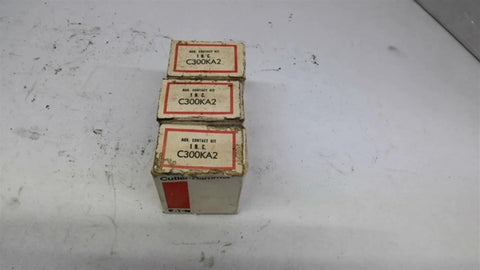 AUX. CONTACT KIT
1 N.C.
C300KA2
AUX. CONTACT KIT
1 N.C.
C300KA2
AUX. CONTACT KIT
1 N.C.
C300KA2
Cutler-Hammer